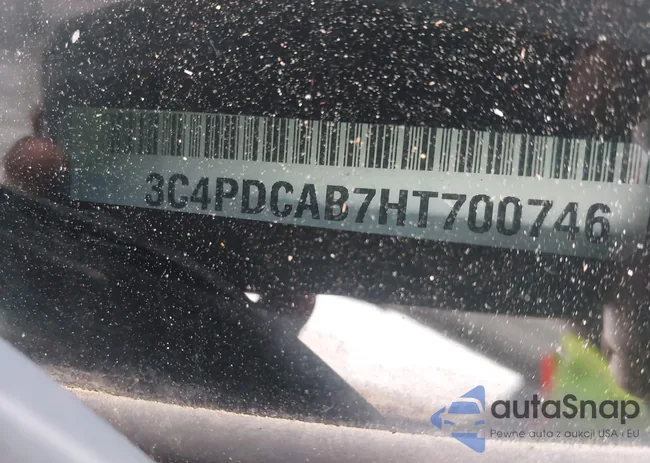 3C4PDCAB7HT700746
autaSnap
Pewne auta z aukcji USA i EU